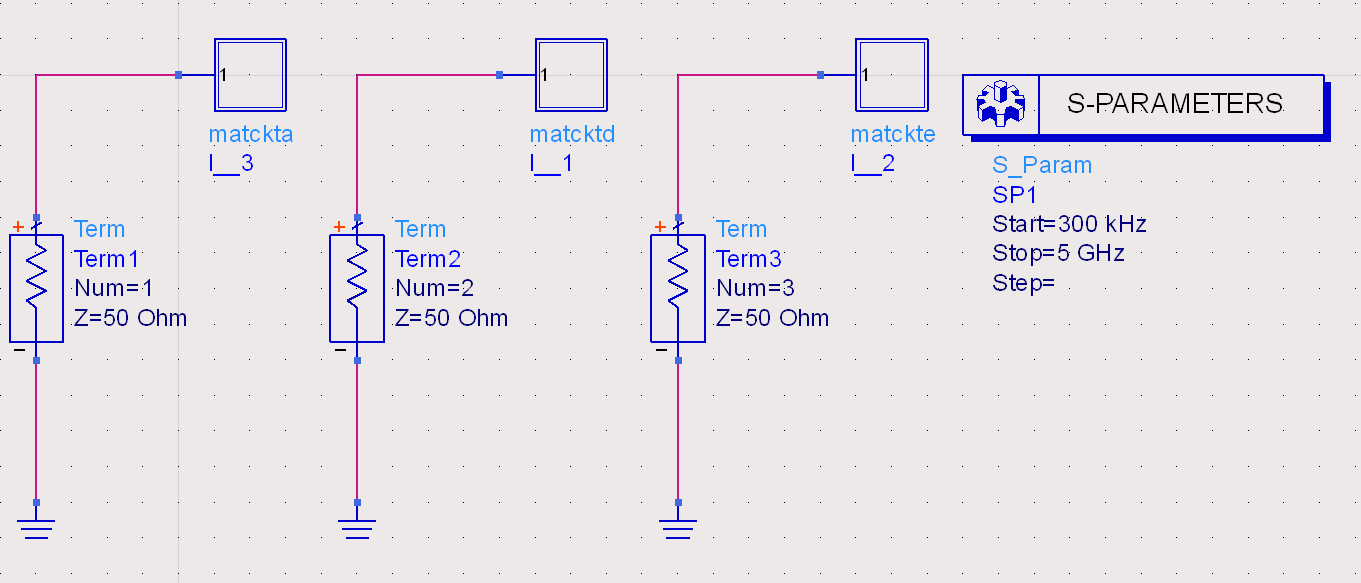 1
matckta
I__3
1
matcktd
I__1
1
matckte
I__2
S-PARAMETERS
S_Param
SP1
Start=300 kHz
Stop=5 GHz
Step=
+
Term
Term1
Num=1
Z=50 Ohm
−
+
Term
Term2
Num=2
Z=50 Ohm
−
+
Term
Term3
Num=3
Z=50 Ohm
−